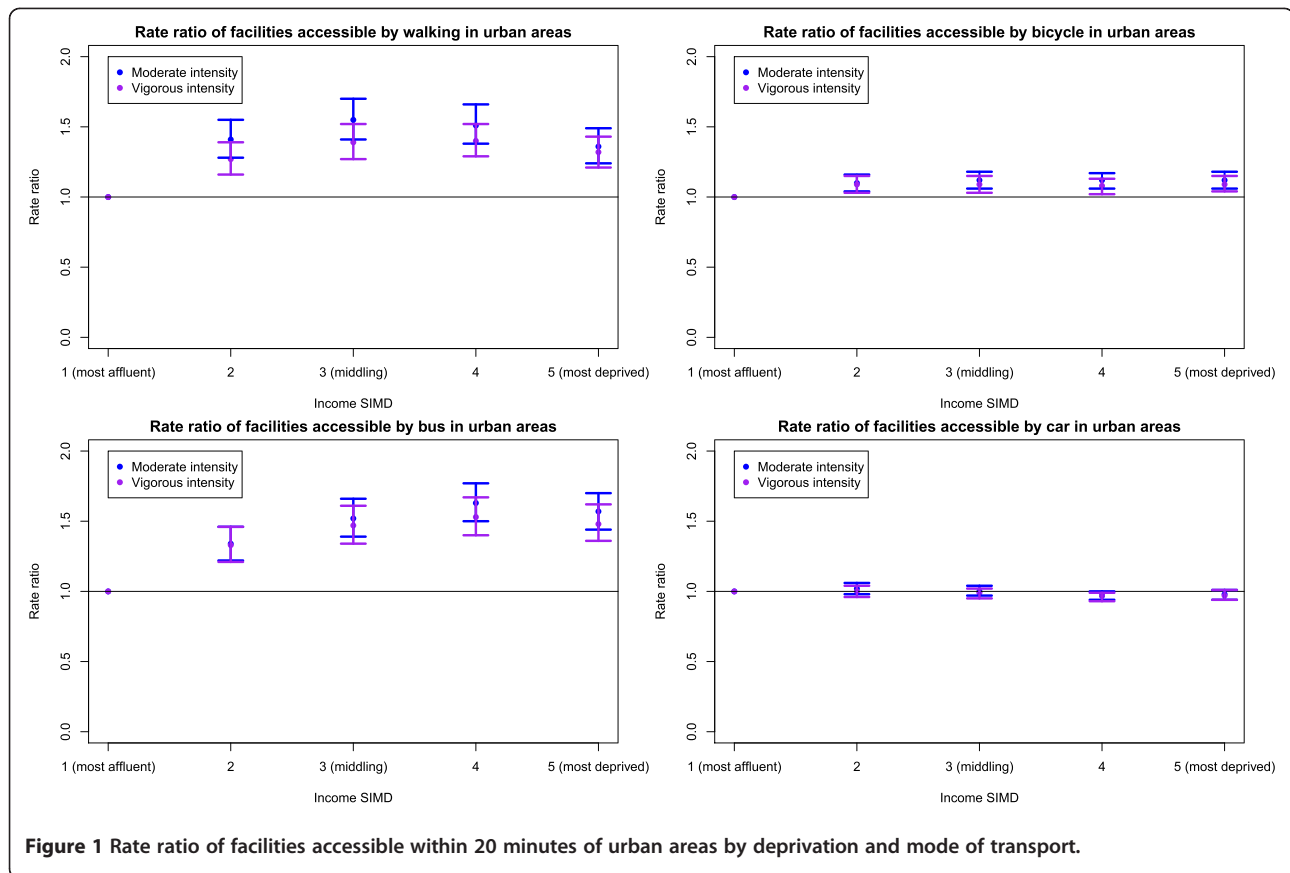 Rate ratio of facilities accessible by walking in urban areas
2.0
1.5
1.0
0.5
0.0
Rate ratio
Moderate intensity
Vigorous intensity
1 (most affluent)
2
3 (middling)
4
5 (most deprived)
Income SIMD
Rate ratio of facilities accessible by bicycle in urban areas
2.0
1.5
1.0
0.5
0.0
Rate ratio
Moderate intensity
Vigorous intensity
1 (most affluent)
2
3 (middling)
4
5 (most deprived)
Income SIMD
Rate ratio of facilities accessible by bus in urban areas
2.0
1.5
1.0
0.5
0.0
Rate ratio
Moderate intensity
Vigorous intensity
1 (most affluent)
2
3 (middling)
4
5 (most deprived)
Income SIMD
Rate ratio of facilities accessible by car in urban areas
2.0
1.5
1.0
0.5
0.0
Rate ratio
Moderate intensity
Vigorous intensity
1 (most affluent)
2
3 (middling)
4
5 (most deprived)
Income SIMD
Figure 1 Rate ratio of facilities accessible within 20 minutes of urban areas by deprivation and mode of transport.